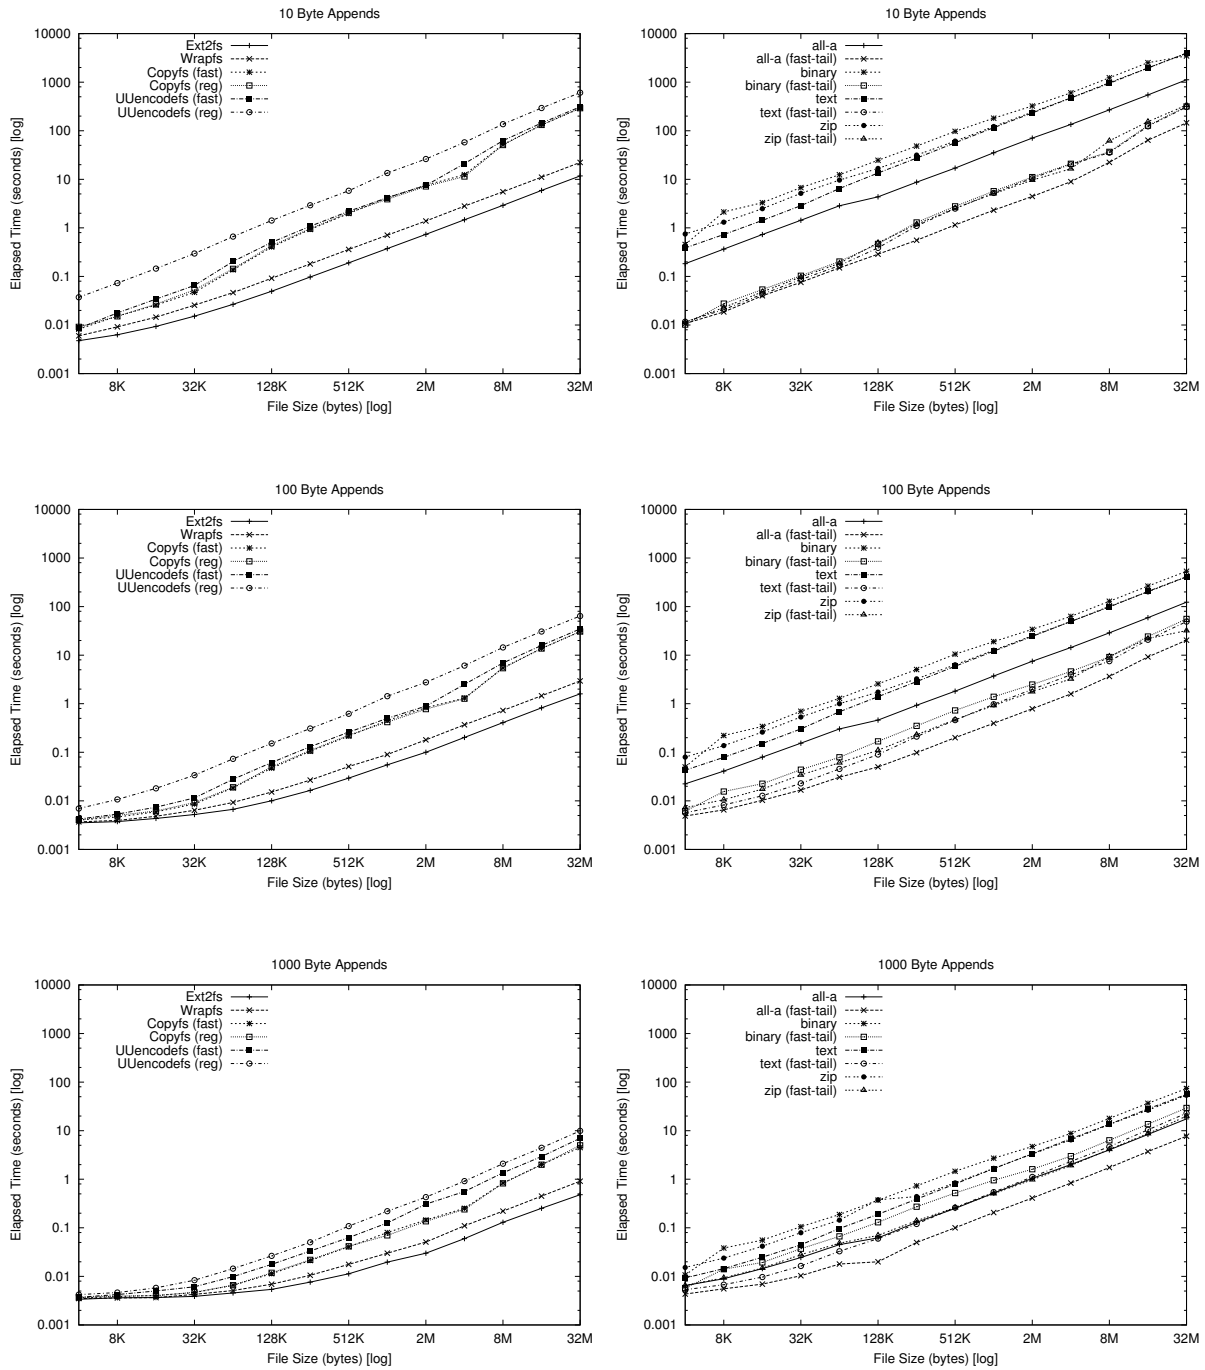 10 Byte Appends
10000
1000
100
10
1
0.1
0.01
0.001
8K 32K 128K 512K 2M 8M 32M
Elapsed Time (seconds) [log]
File Size (bytes) [log]
Ext2fs
Wrapfs
Copyfs (fast)
Copyfs (reg)
UUencodefs (fast)
UUencodefs (reg)
10 Byte Appends
10000
1000
100
10
1
0.1
0.01
0.001
8K 32K 128K 512K 2M 8M 32M
Elapsed Time (seconds) [log]
File Size (bytes) [log]
all-a
all-a (fast-tail)
binary
binary (fast-tail)
text
text (fast-tail)
zip
zip (fast-tail)
100 Byte Appends
10000
1000
100
10
1
0.1
0.01
0.001
8K 32K 128K 512K 2M 8M 32M
Elapsed Time (seconds) [log]
File Size (bytes) [log]
Ext2fs
Wrapfs
Copyfs (fast)
Copyfs (reg)
UUencodefs (fast)
UUencodefs (reg)
100 Byte Appends
10000
1000
100
10
1
0.1
0.01
0.001
8K 32K 128K 512K 2M 8M 32M
Elapsed Time (seconds) [log]
File Size (bytes) [log]
all-a
all-a (fast-tail)
binary
binary (fast-tail)
text
text (fast-tail)
zip
zip (fast-tail)
1000 Byte Appends
10000
1000
100
10
1
0.1
0.01
0.001
8K 32K 128K 512K 2M 8M 32M
Elapsed Time (seconds) [log]
File Size (bytes) [log]
Ext2fs
Wrapfs
Copyfs (fast)
Copyfs (reg)
UUencodefs (fast)
UUencodefs (reg)
1000 Byte Appends
10000
1000
100
10
1
0.1
0.01
0.001
8K 32K 128K 512K 2M 8M 32M
Elapsed Time (seconds) [log]
File Size (bytes) [log]
all-a
all-a (fast-tail)
binary
binary (fast-tail)
text
text (fast-tail)
zip
zip (fast-tail)